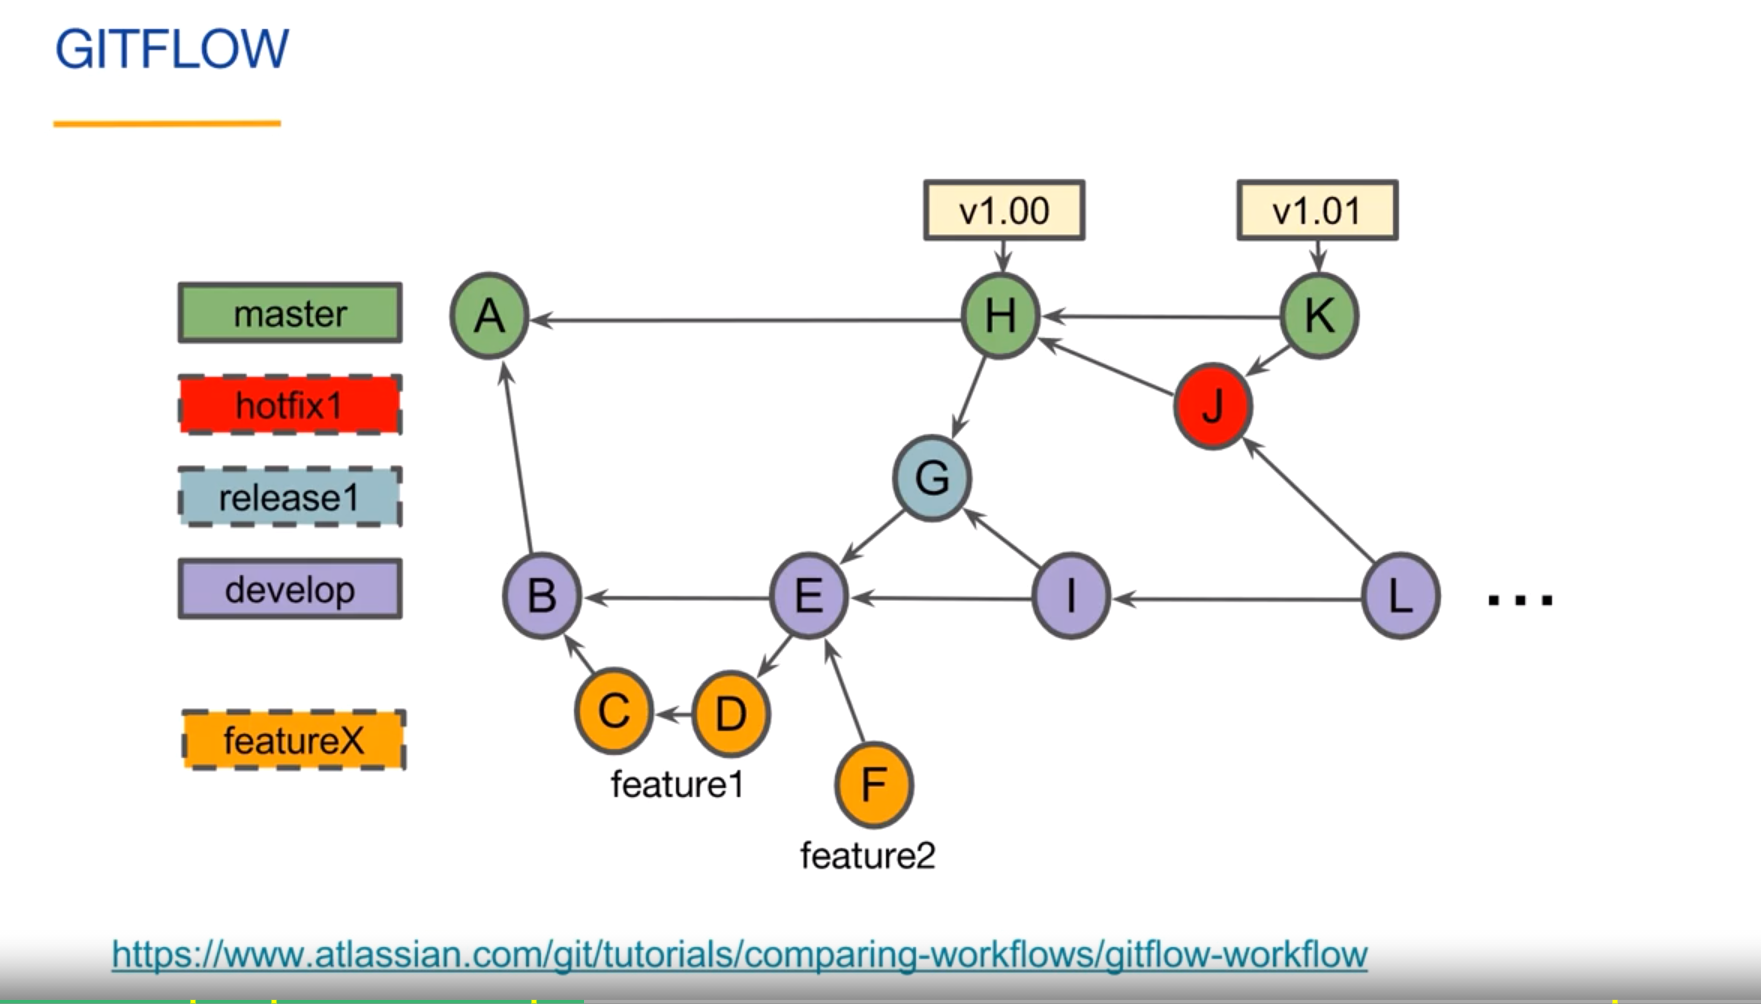 GITFLOW
v1.00
v1.01
master
A
H
K
hotfix1
J
release1
G
develop
B
E
I
L
...
featureX
C
D
feature1
F
feature2
https://www.atlassian.com/git/tutorials/comparing-workflows/gitflow-workflow